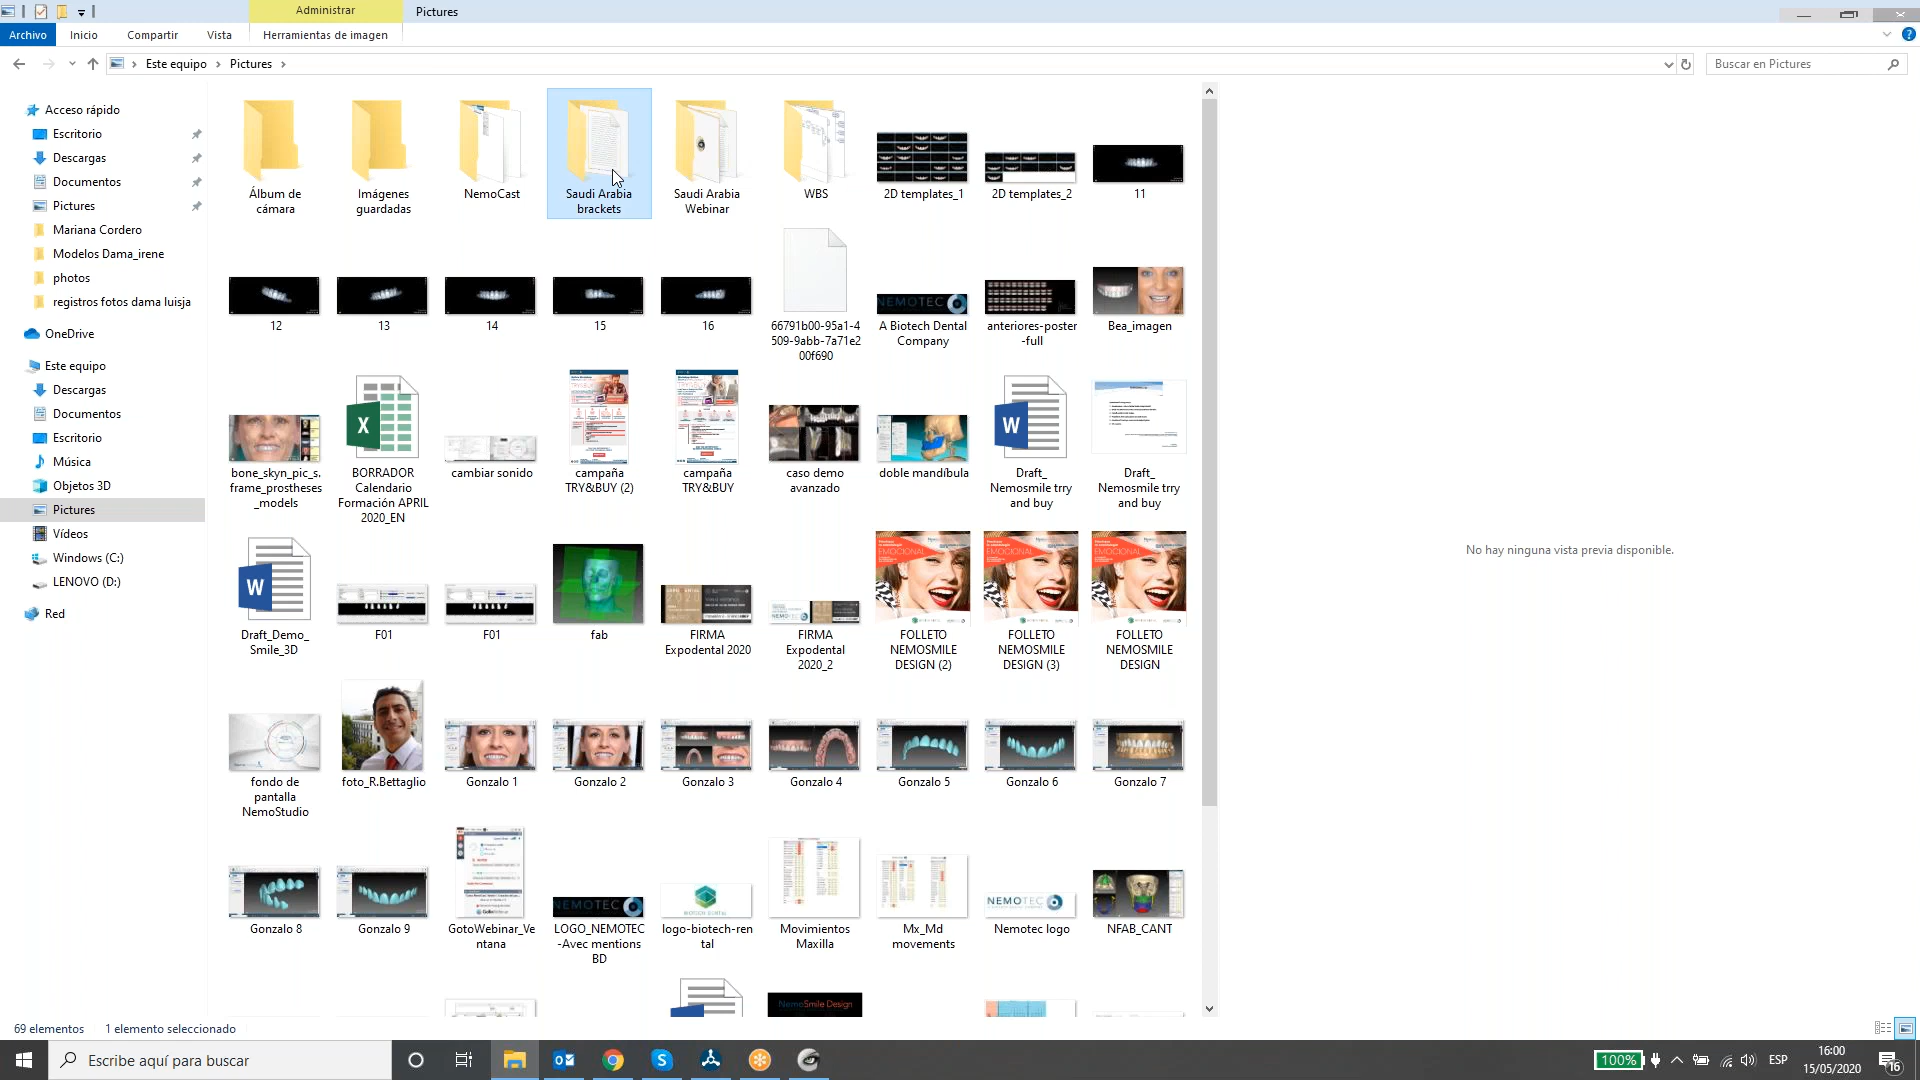 Administrar
Pictures
Archivo
Inicio
Compartir
Vista
Herramientas de imagen
Este equipo
Pictures
Buscar en Pictures
Acceso rápido
Escritorio
Descargas
Documentos
Pictures
Mariana Cordero
Modelos Dama_irene
photos
registros fotos dama luisja
OneDrive
Este equipo
Descargas
Documentos
Escritorio
Música
Objetos 3D
Pictures
Vídeos
Windows (C:)
LENOVO (D:)
Red
Álbum de
cámara
Imágenes
guardadas
NemoCast
Saudi Arabia
brackets
Saudi Arabia
Webinar
WBS
2D templates_1
2D templates_2
11
12
13
14
15
16
66791b00-95a1-4
509-9abb-7a71e2
00f690
NEMOTEC
A Biotech Dental
Company
anteriores-poster
-full
Bea_imagen
bone_skyn_pic_s.
frame_prostheses
_models
X
BORRADOR
Calendario
Formación APRIL
2020_EN
cambiar sonido
campaña
TRY&BUY (2)
campaña
TRY&BUY
caso demo
avanzado
doble mandíbula
W
Draft_
Nemosmile trry
and buy
Draft_
Nemosmile trry
and buy
W
Draft_Demo_
Smile_3D
F01
F01
fab
FIRMA
Expodental 2020
FIRMA
Expodental
2020_2
EMOCIONAL
FOLLETO
NEMOSMILE
DESIGN (2)
EMOCIONAL
FOLLETO
NEMOSMILE
DESIGN (3)
EMOCIONAL
FOLLETO
NEMOSMILE
DESIGN
fondo de
pantalla
NemoStudio
foto_R.Bettaglio
Gonzalo 1
Gonzalo 2
Gonzalo 3
Gonzalo 4
Gonzalo 5
Gonzalo 6
Gonzalo 7
Gonzalo 8
Gonzalo 9
GotoWebinar_Ve
ntana
NEMOTEC
LOGO_NEMOTEC
-Avec mentions
BD
logo-biotech-ren
tal
Movimientos
Maxilla
Mx_Md
movements
NEMOTEC
Nemotec logo
NFAB_CANT
NemoSmile Design
No hay ninguna vista previa disponible.
69 elementos
1 elemento seleccionado
Escribe aquí para buscar
100%
ESP
16:00
15/05/2020
16